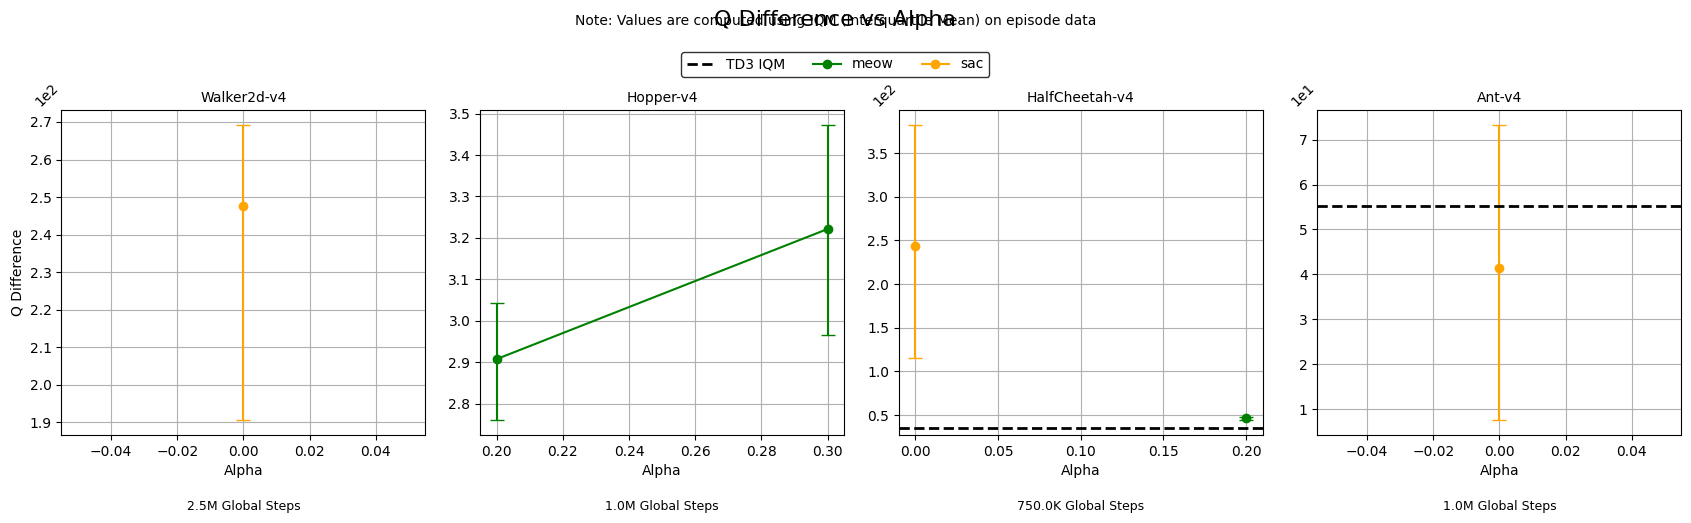 Q Difference vs Alpha
Note: Values are computed using IQM (Interquartile Mean) on episode data
TD3 IQM meow sac
1e2 Walker2d-v4
2.7
2.6
2.5
2.4
2.3
2.2
2.1
2.0
1.9
Q Difference
−0.04 −0.02 0.00 0.02 0.04
Alpha
2.5M Global Steps
Hopper-v4
3.5
3.4
3.3
3.2
3.1
3.0
2.9
2.8
0.20 0.22 0.24 0.26 0.28 0.30
Alpha
1.0M Global Steps
1e2 HalfCheetah-v4
3.5
3.0
2.5
2.0
1.5
1.0
0.5
0.00 0.05 0.10 0.15 0.20
Alpha
750.0K Global Steps
1e1 Ant-v4
7
6
5
4
3
2
1
−0.04 −0.02 0.00 0.02 0.04
Alpha
1.0M Global Steps